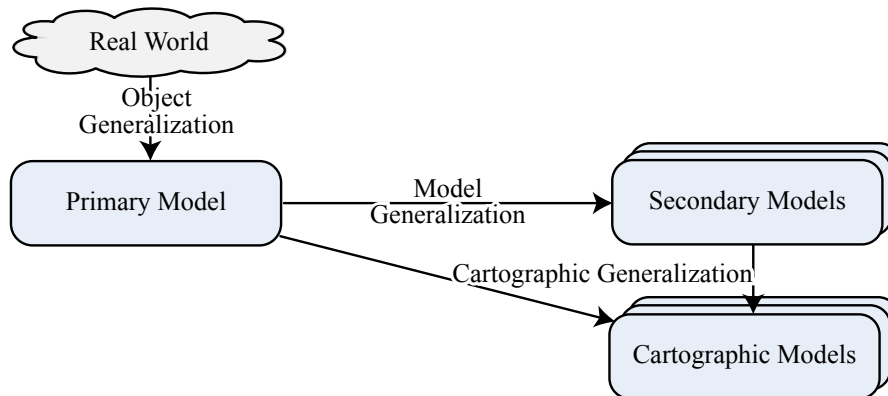 Real World
Object
Generalization
Primary Model
Model
Generalization
Secondary Models
Cartographic Generalization
Cartographic Models